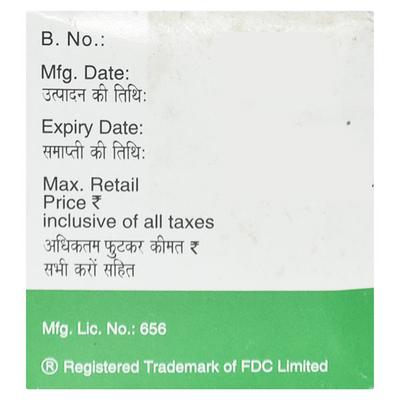 B. No.:
Mfg. Date:
उत्पादन की तिथि:
Expiry Date:
समाप्ती की तिथि:
Max. Retail
Price ₹
inclusive of all taxes
अधिकतम फुटकर कीमत ₹
सभी करों सहित
Mfg. Lic. No.: 656
® Registered Trademark of FDC Limited